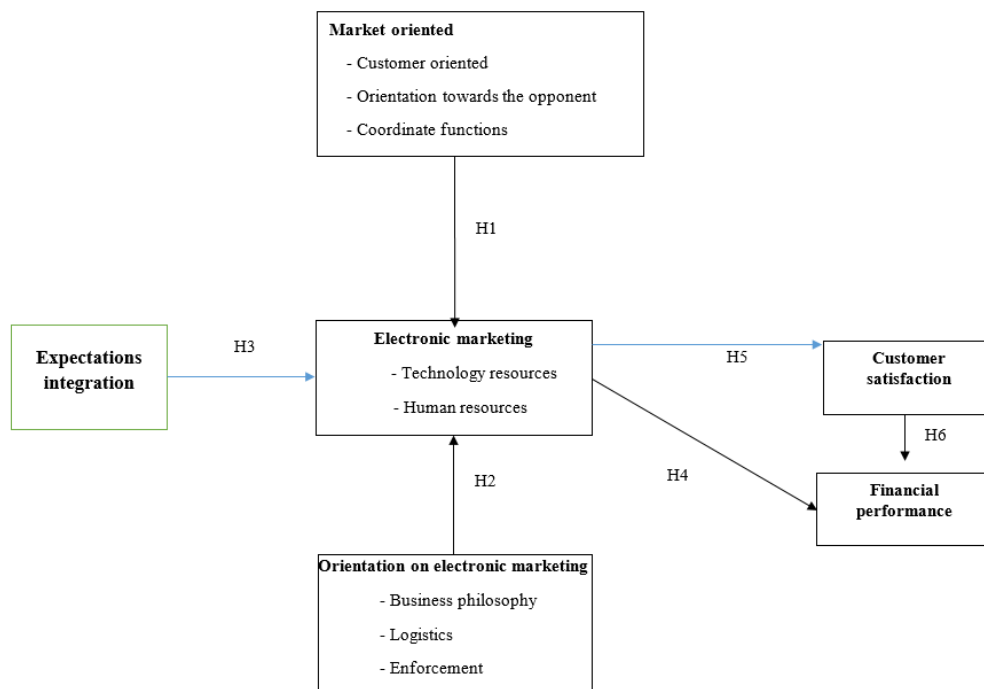 Market oriented
- Customer oriented
- Orientation towards the opponent
- Coordinate functions
H1
Expectations
integration
H3
Electronic marketing
- Technology resources
- Human resources
H5
Customer
satisfaction
H6
H4
Financial
performance
H2
Orientation on electronic marketing
- Business philosophy
- Logistics
- Enforcement